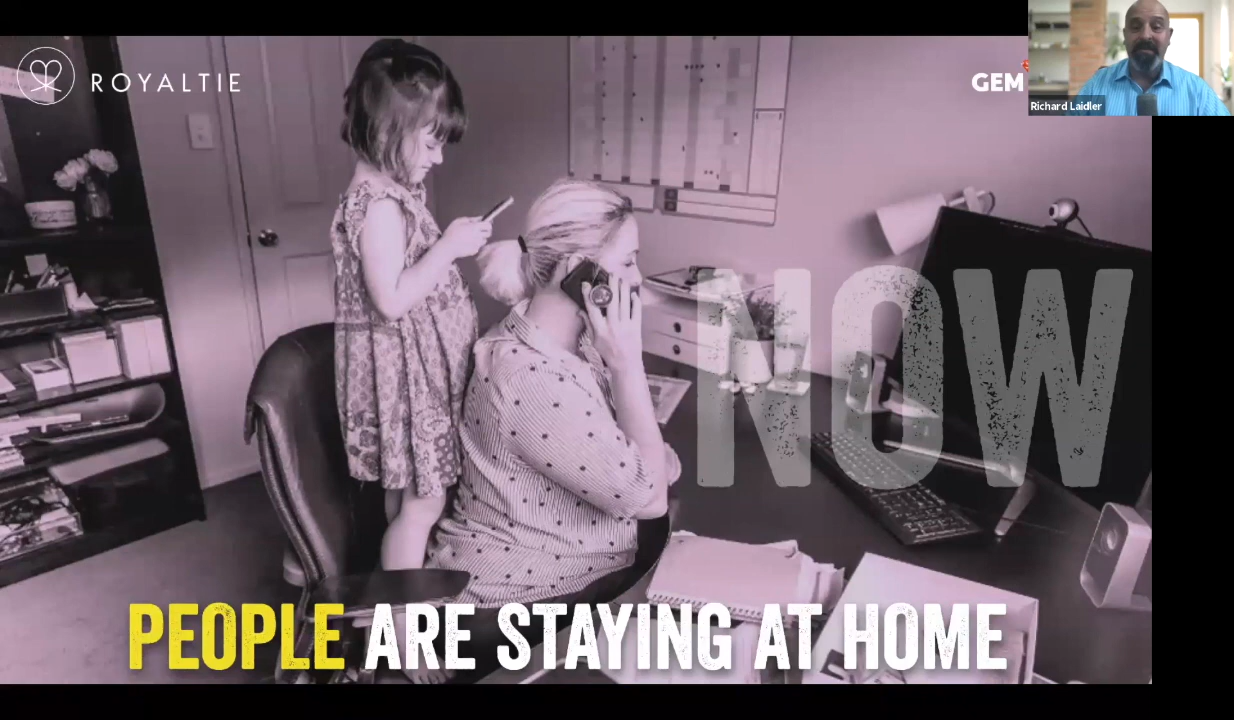 ROYALTIE
GEM
Richard Laidler
NOW
PEOPLE ARE STAYING AT HOME